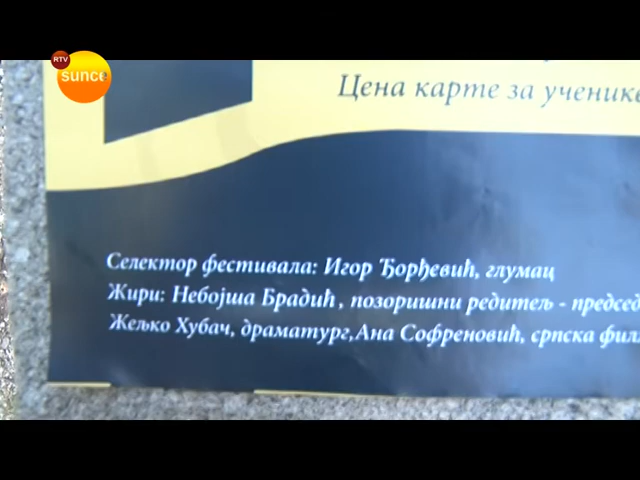 RTV
sunce
Цена карте за ученике
Селектор фестивала: Игор Ђорђевић, глумац
Жири: Небојша Брадић, позоришни редитељ - председ
Жељко Хубач, драматург,Ана Софреновић, српска фил